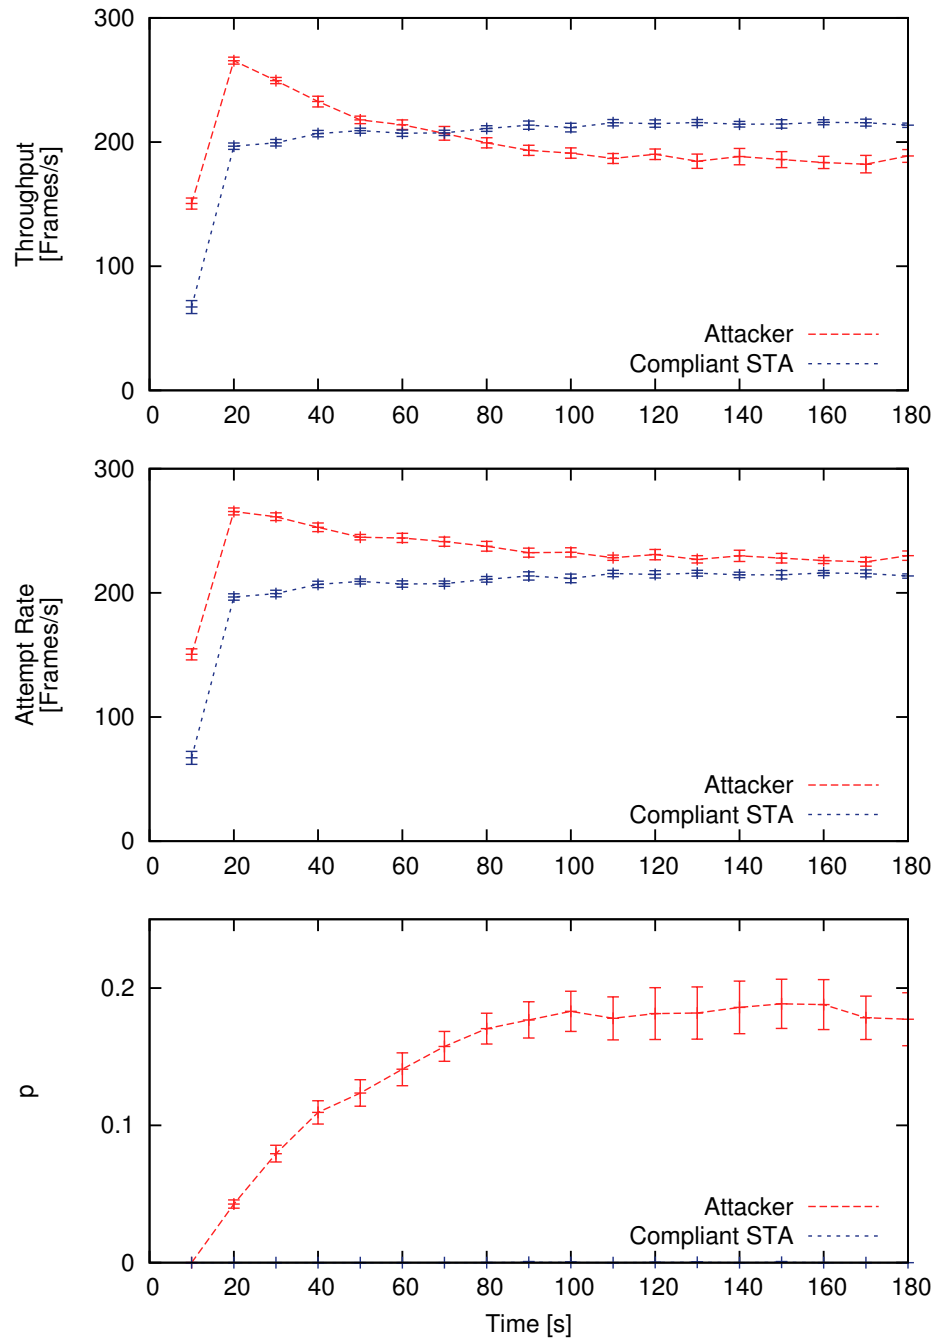 300
200
100
0
Throughput
[Frames/s]
Attacker
Compliant STA
0 20 40 60 80 100 120 140 160 180
300
200
100
0
Attempt Rate
[Frames/s]
Attacker
Compliant STA
0 20 40 60 80 100 120 140 160 180
0.2
0.1
0
p
Attacker
Compliant STA
0 20 40 60 80 100 120 140 160 180
Time [s]